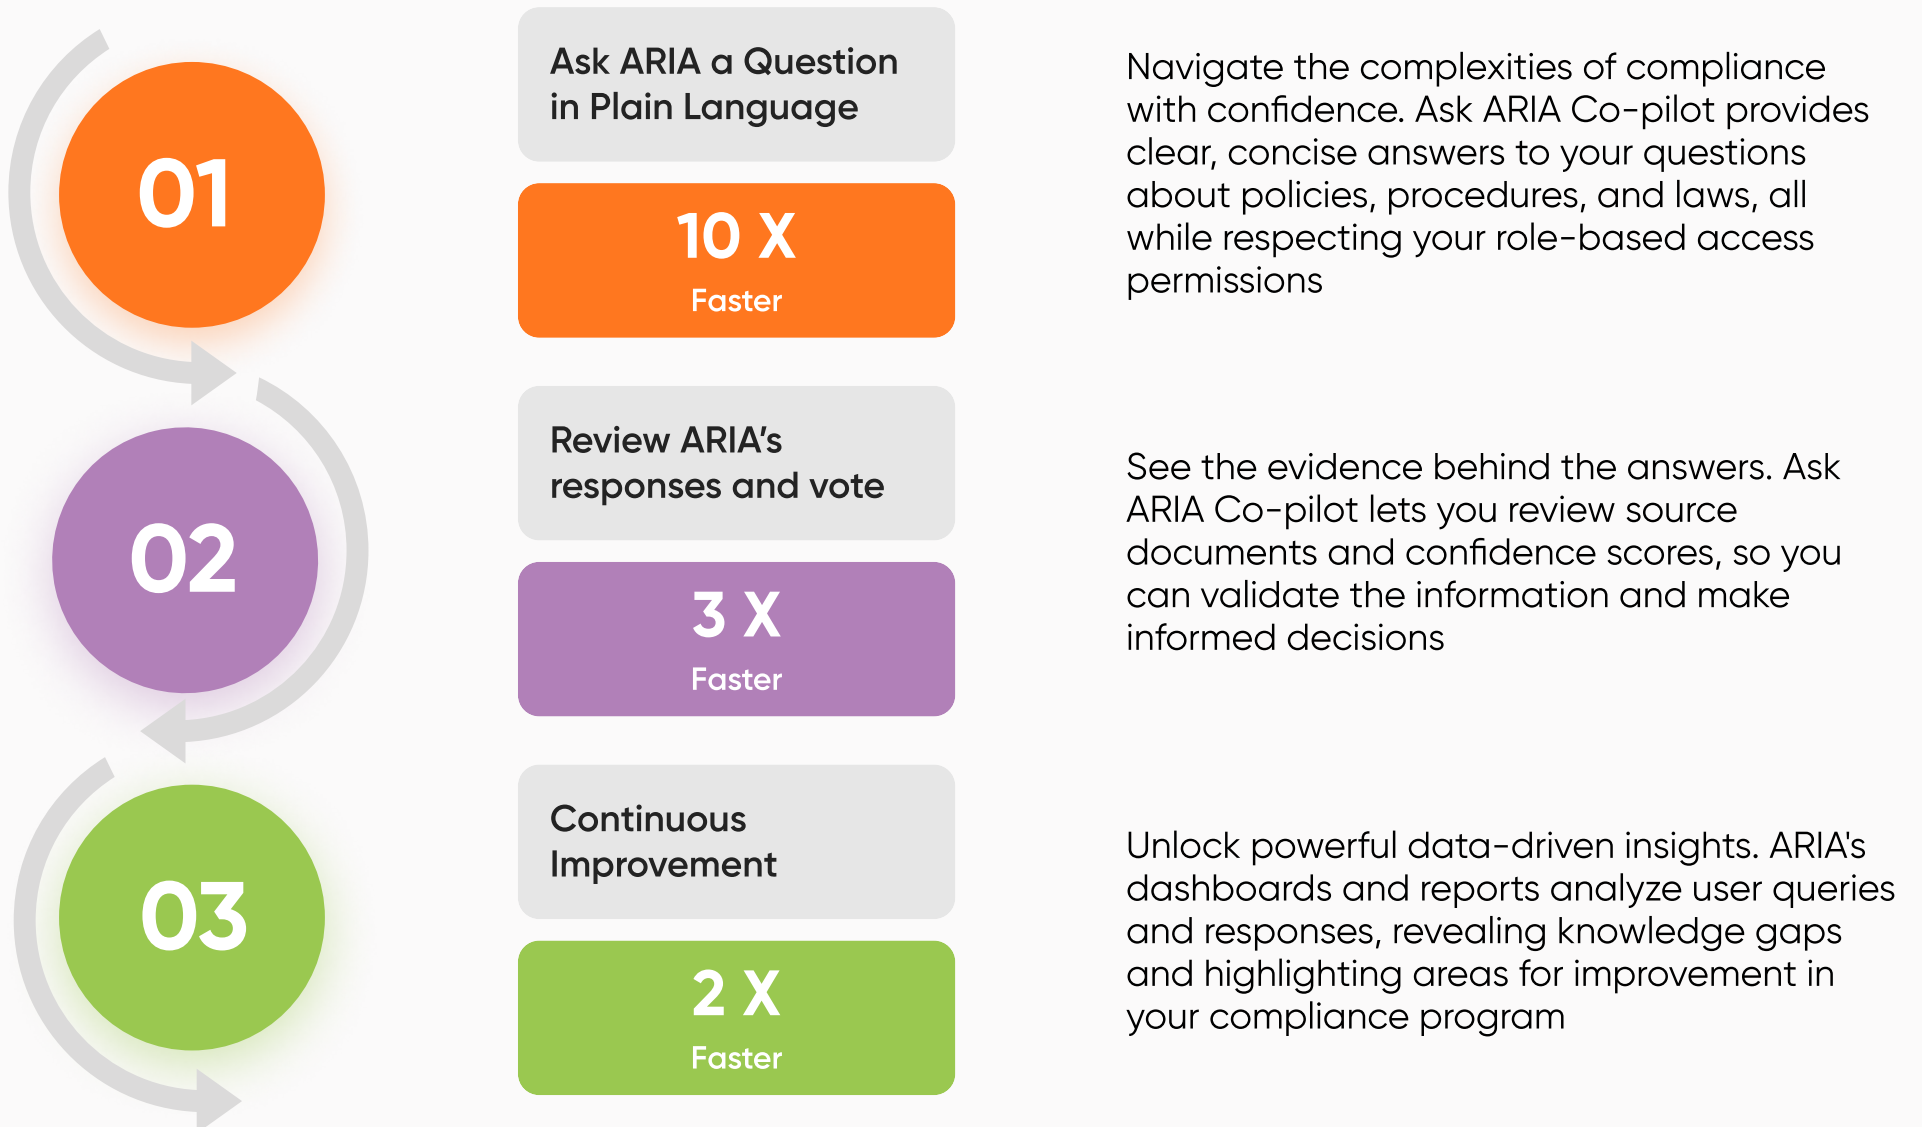 01
Ask ARIA a Question
in Plain Language
10 X
Faster
Navigate the complexities of compliance
with confidence. Ask ARIA Co-pilot provides
clear, concise answers to your questions
about policies, procedures, and laws, all
while respecting your role-based access
permissions
02
Review ARIA’s
responses and vote
3 X
Faster
See the evidence behind the answers. Ask
ARIA Co-pilot lets you review source
documents and confidence scores, so you
can validate the information and make
informed decisions
03
Continuous
Improvement
2 X
Faster
Unlock powerful data-driven insights. ARIA's
dashboards and reports analyze user queries
and responses, revealing knowledge gaps
and highlighting areas for improvement in
your compliance program